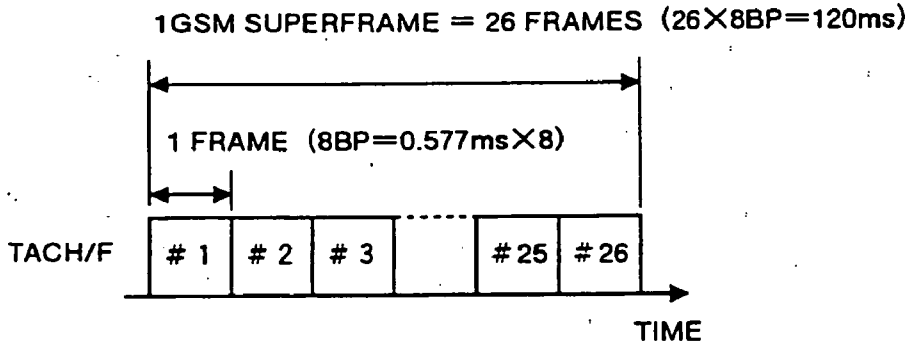 1GSM SUPERFRAME = 26 FRAMES (26×8BP=120ms)
1 FRAME (8BP=0.577ms×8)
TACH/F #1 #2 #3 #25 #26
TIME